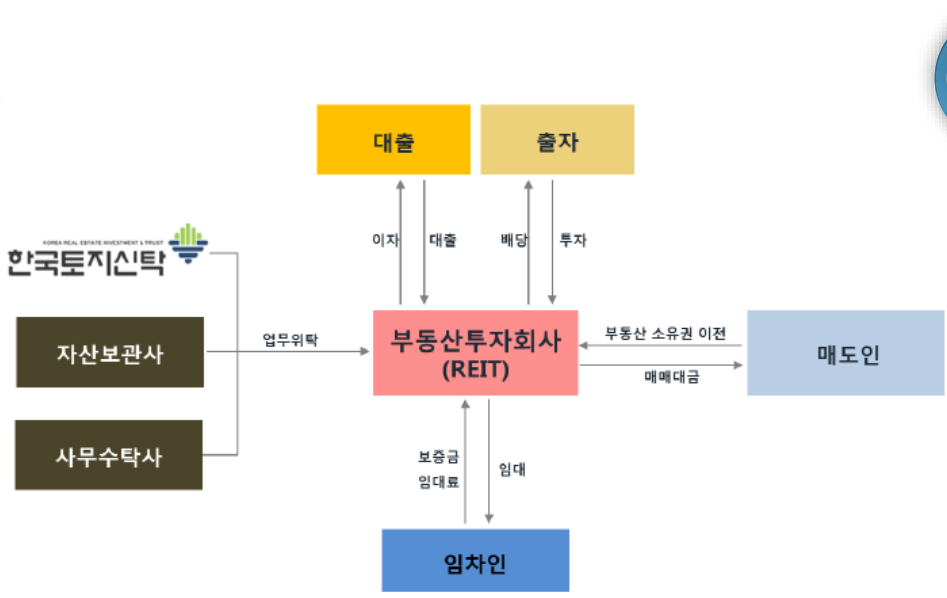 대출
출자
이자
대출
배당
투자
KOREA REAL ESTATE INVESTMENT & TRUST
한국토지신탁
자산보관사
사무수탁사
업무위탁
부동산투자회사
(REIT)
부동산 소유권 이전
매매대금
매도인
보증금
임대료
임대
임차인